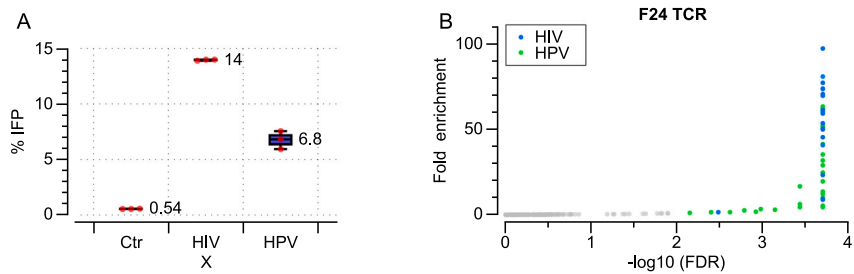 A
% IFP
15
10
5
0
0.54
14
6.8
Ctr
HIV
HPV
X
B
F24 TCR
Fold enrichment
100
50
0
HIV
HPV
0
1
2
3
4
-log10 (FDR)